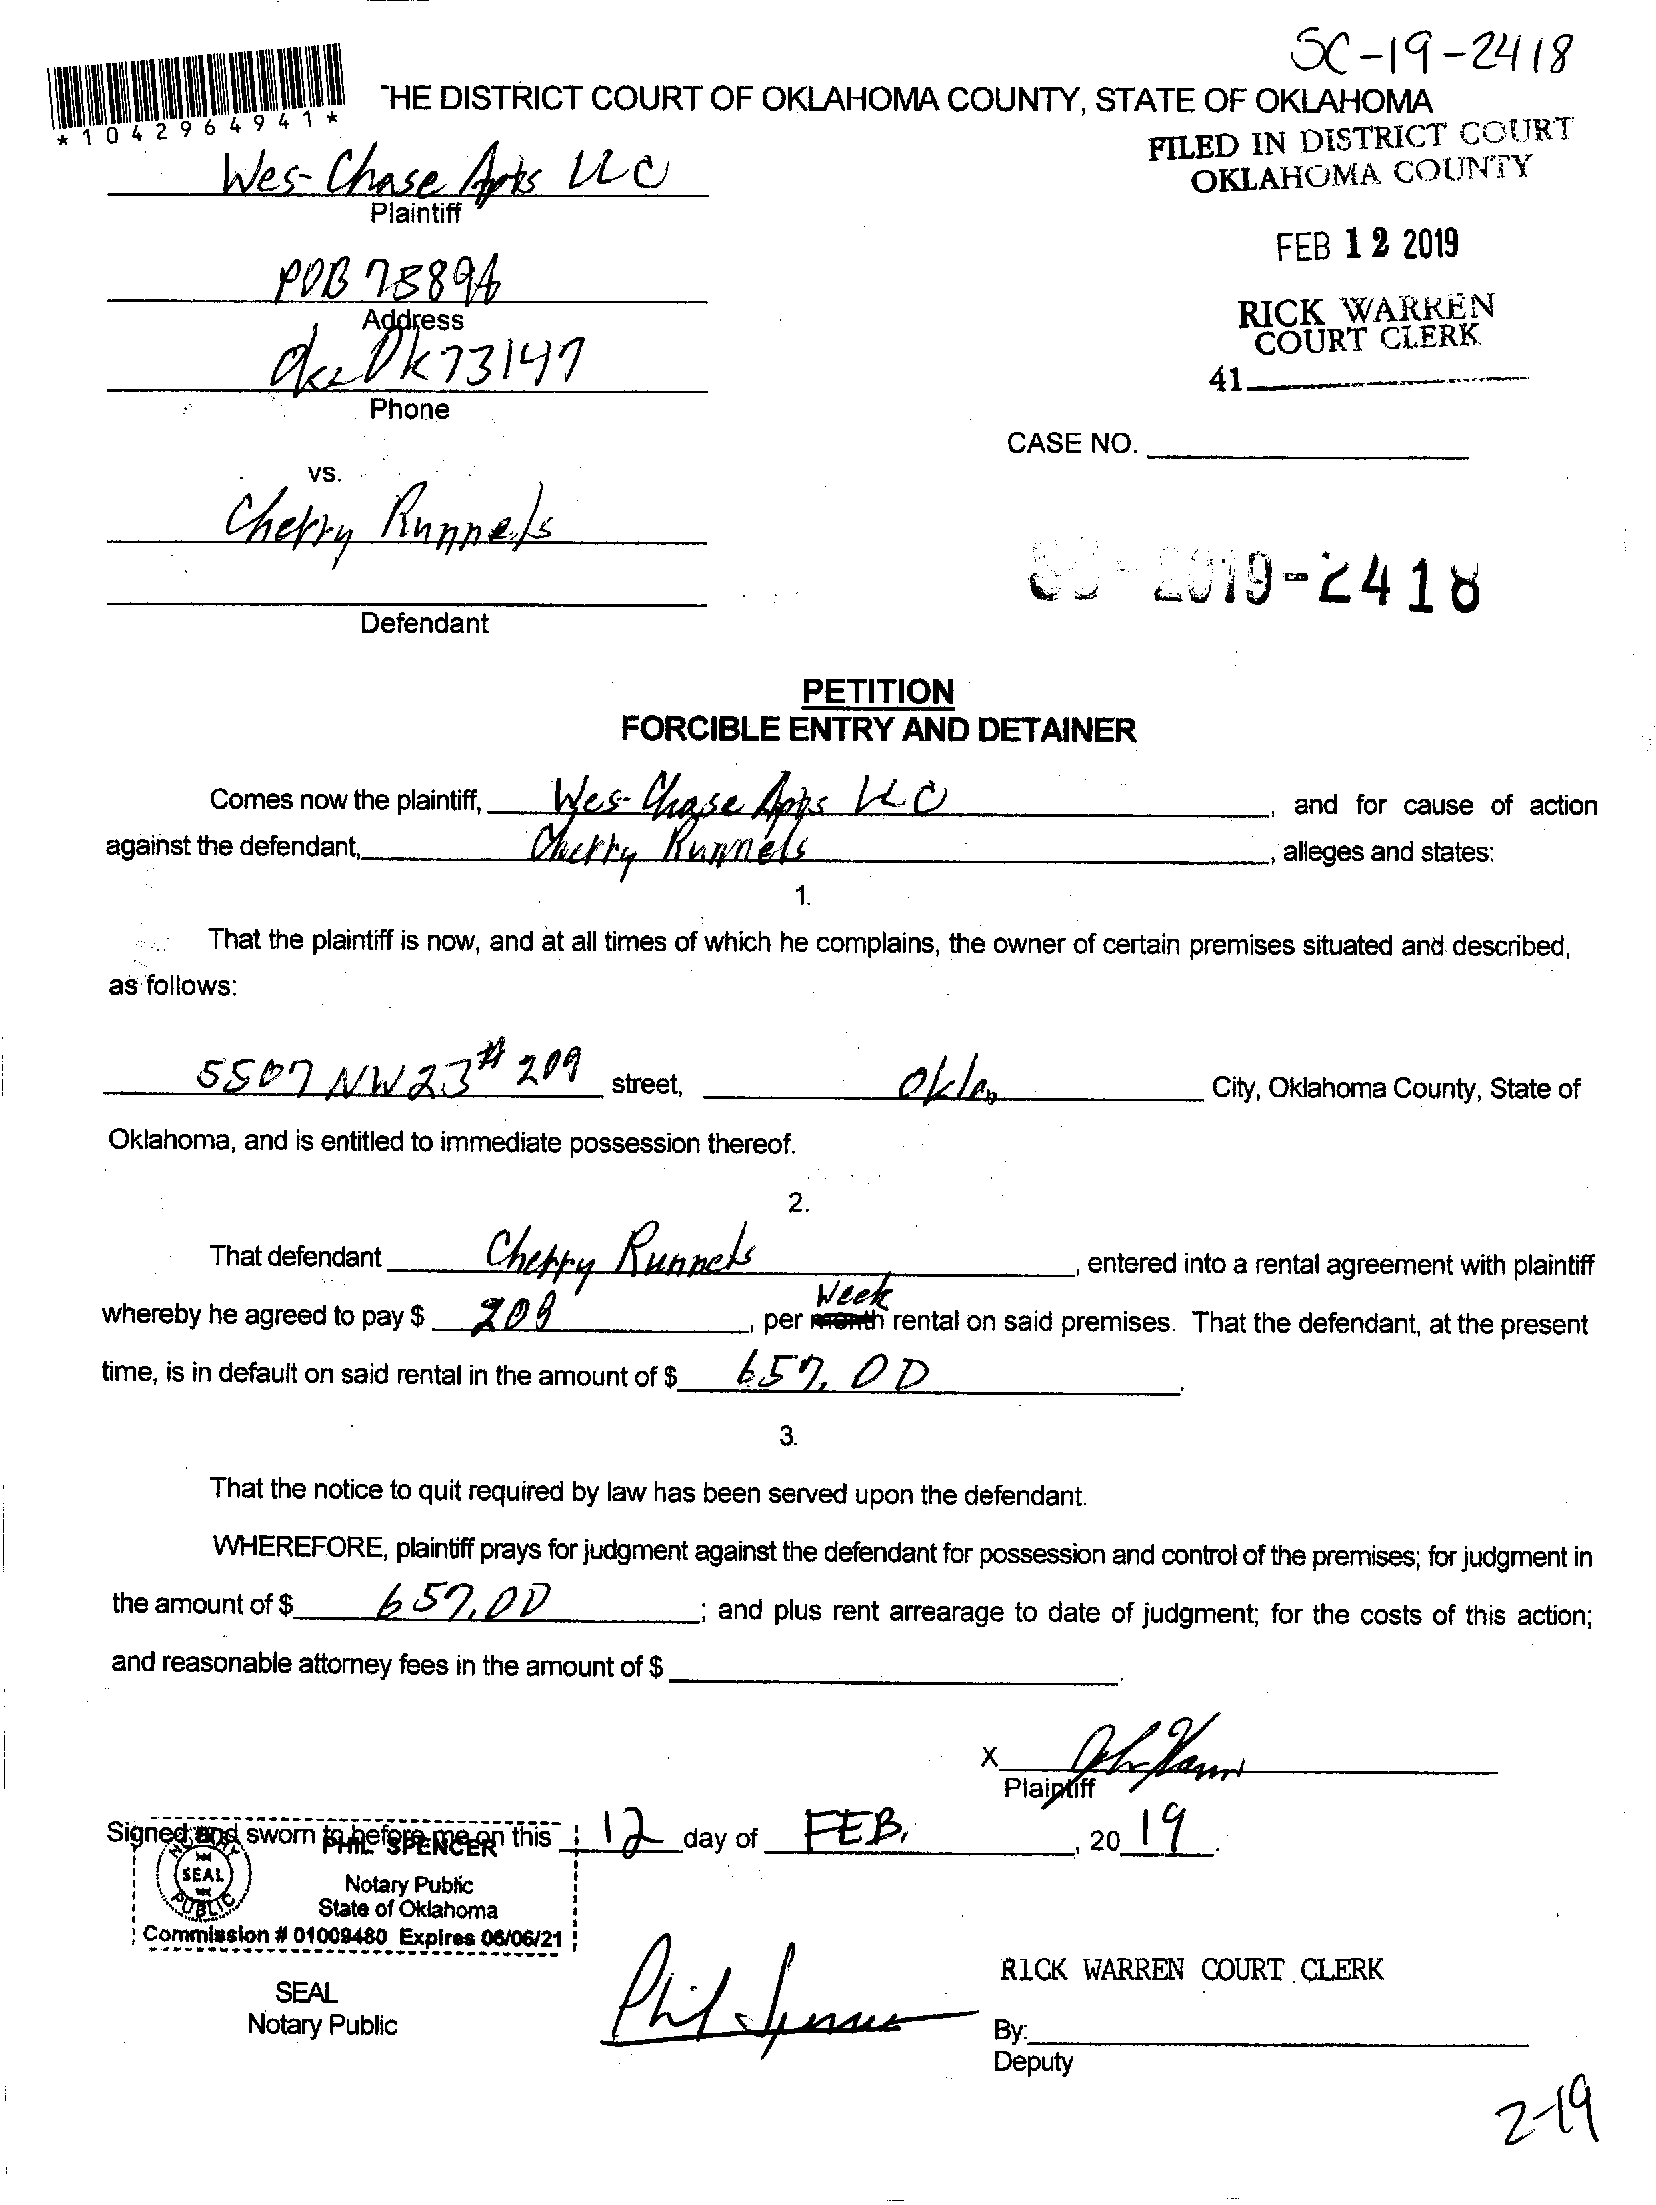 SC-19-2418
*1042964941*
THE DISTRICT COURT OF OKLAHOMA COUNTY, STATE OF OKLAHOMA
FILED IN DISTRICT COURT
OKLAHOMA COUNTY
Wes-Chase Apts LLC
Plaintiff
FEB 12 2019
POB 75894
Address
RICK WARREN
COURT CLERK
OK 73147
41
Phone
CASE NO.
vs.
Cherry Runnels
SC-2019-2418
Defendant
PETITION
FORCIBLE ENTRY AND DETAINER
Comes now the plaintiff, Wes-Chase Apts LLC, and for cause of action
against the defendant, Cherry Runnels, alleges and states:
1.
That the plaintiff is now, and at all times of which he complains, the owner of certain premises situated and described,
as follows:
5507 NW 23 # 209 street, Okla City, Oklahoma County, State of
Oklahoma, and is entitled to immediate possession thereof.
2.
That defendant Cherry Runnels, entered into a rental agreement with plaintiff
Week
whereby he agreed to pay $ 209, per month rental on said premises. That the defendant, at the present
time, is in default on said rental in the amount of $ 657.00.
3.
That the notice to quit required by law has been served upon the defendant.
WHEREFORE, plaintiff prays for judgment against the defendant for possession and control of the premises; for judgment in
the amount of $ 657.00; and plus rent arrearage to date of judgment; for the costs of this action;
and reasonable attorney fees in the amount of $.
X
Plaintiff
Signed and sworn to before me on this 12 day of FEB., 2019.
PHIL SPENCER
NOTARY PUBLIC
SEAL
Notary Public
State of Oklahoma
Commission # 01009480 Expires 06/06/21
RICK WARREN COURT CLERK
SEAL
Notary Public
Phil Spencer
By:
Deputy
2-19